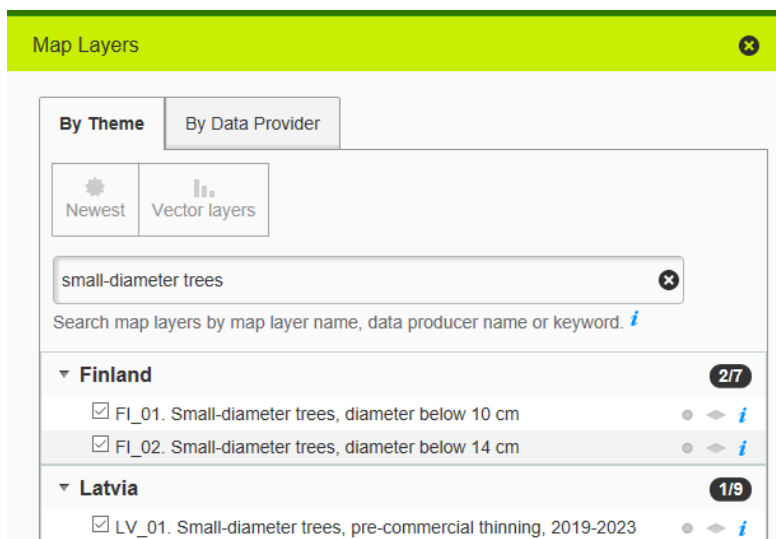 Map Layers
By Theme
By Data Provider
Newest
Vector layers
small-diameter trees
Search map layers by map layer name, data producer name or keyword. i
Finland 2/7
FI_01. Small-diameter trees, diameter below 10 cm i
FI_02. Small-diameter trees, diameter below 14 cm i
Latvia 1/9
LV_01. Small-diameter trees, pre-commercial thinning, 2019-2023 i